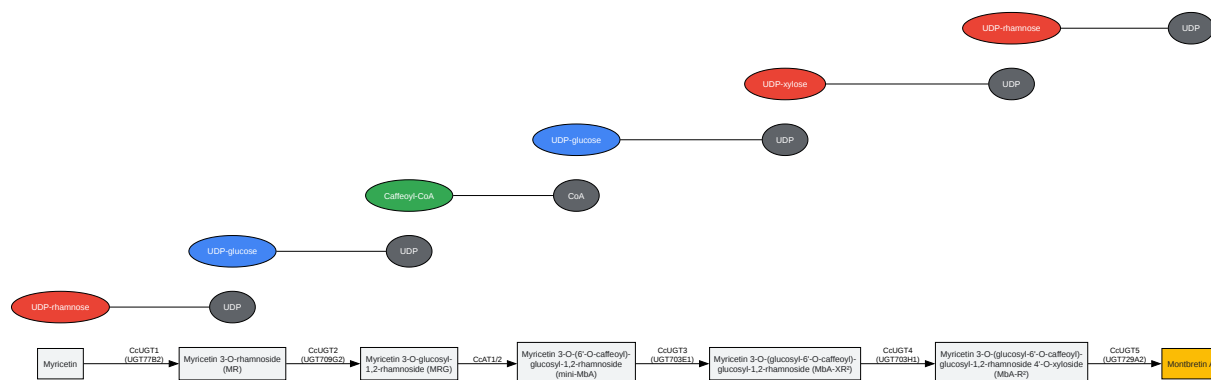 UDP-rhamnose
UDP
UDP-xylose
UDP
UDP-glucose
UDP
Caffeoyl-CoA
CoA
UDP-glucose
UDP
UDP-rhamnose
UDP
Myricetin
CcUGT1
(UGT77B2)
Myricetin 3-O-rhamnoside
(MR)
CcUGT2
(UGT709G2)
Myricetin 3-O-glucosyl-
1,2-rhamnoside (MRG)
CcAT1/2
Myricetin 3-O-(6'-O-caffeoyl)-
glucosyl-1,2-rhamnoside
(mini-MbA)
CcUGT3
(UGT703E1)
Myricetin 3-O-(glucosyl-6'-O-caffeoyl)-
glucosyl-1,2-rhamnoside (MbA-XR²)
CcUGT4
(UGT703H1)
Myricetin 3-O-(glucosyl-6'-O-caffeoyl)-
glucosyl-1,2-rhamnoside 4'-O-xyloside
(MbA-R²)
CcUGT5
(UGT729A2)
Montbretin A